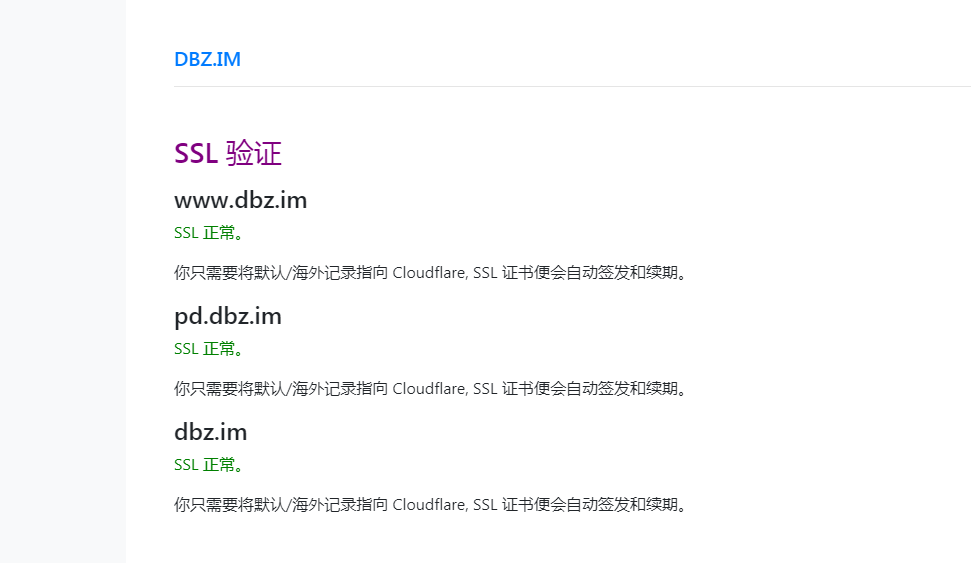 DBZ.IM
SSL 验证
www.dbz.im
SSL 正常。
你只需要将默认/海外记录指向 Cloudflare, SSL 证书便会自动签发和续期。
pd.dbz.im
SSL 正常。
你只需要将默认/海外记录指向 Cloudflare, SSL 证书便会自动签发和续期。
dbz.im
SSL 正常。
你只需要将默认/海外记录指向 Cloudflare, SSL 证书便会自动签发和续期。